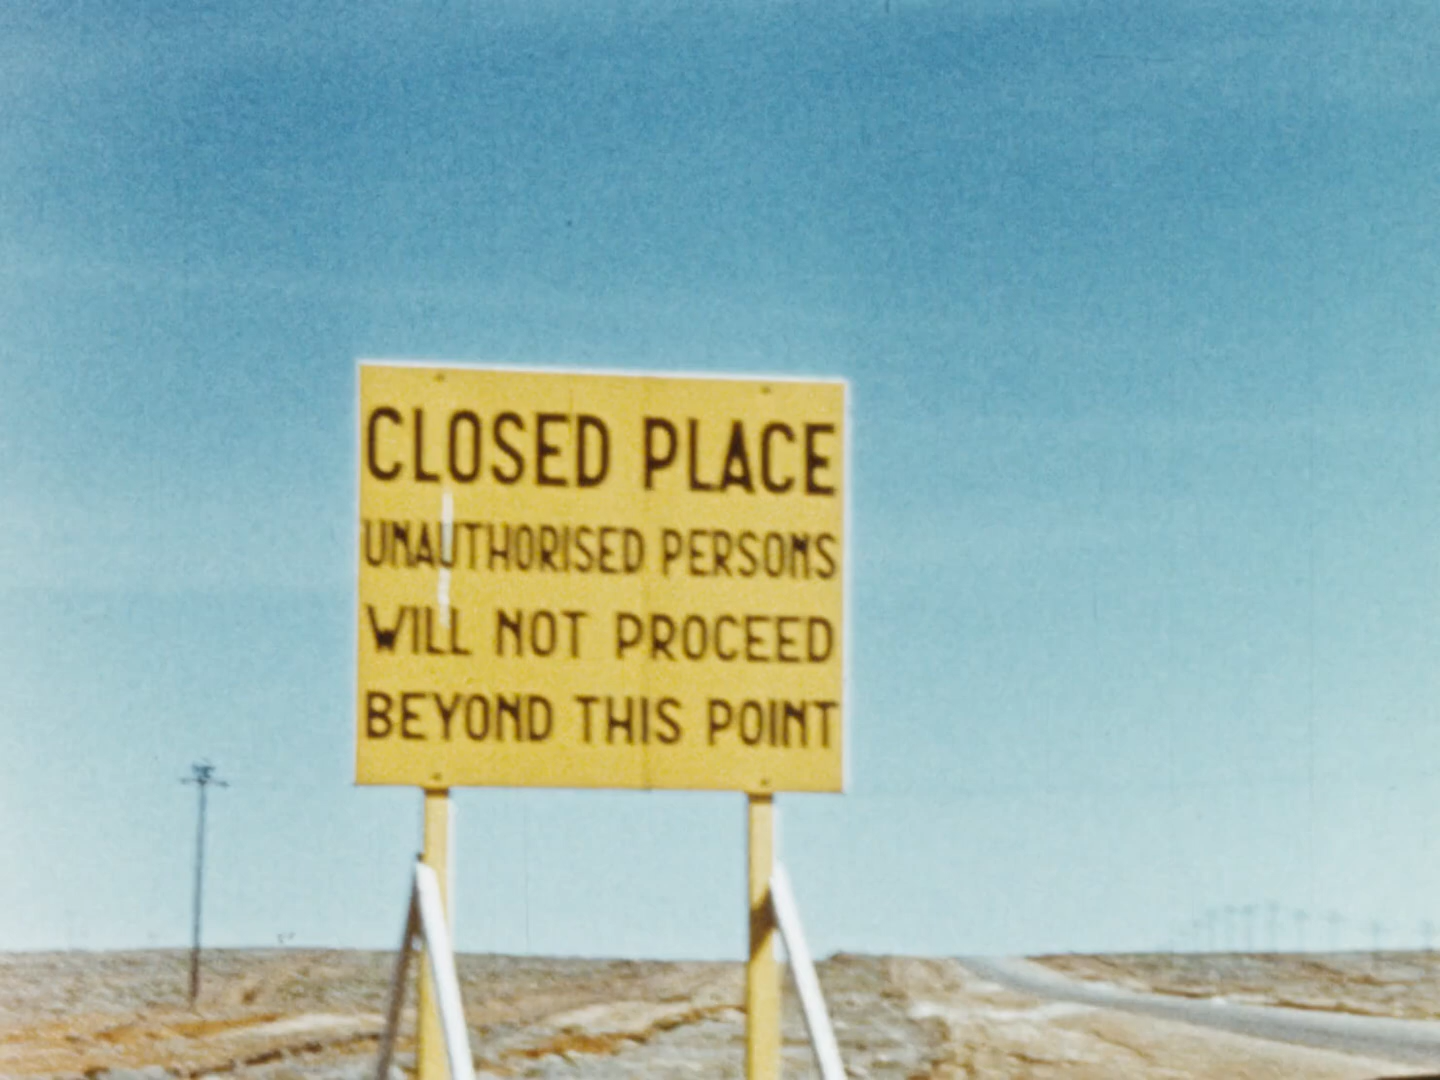 CLOSED PLACE
UNAUTHORISED PERSONS
WILL NOT PROCEED
BEYOND THIS POINT